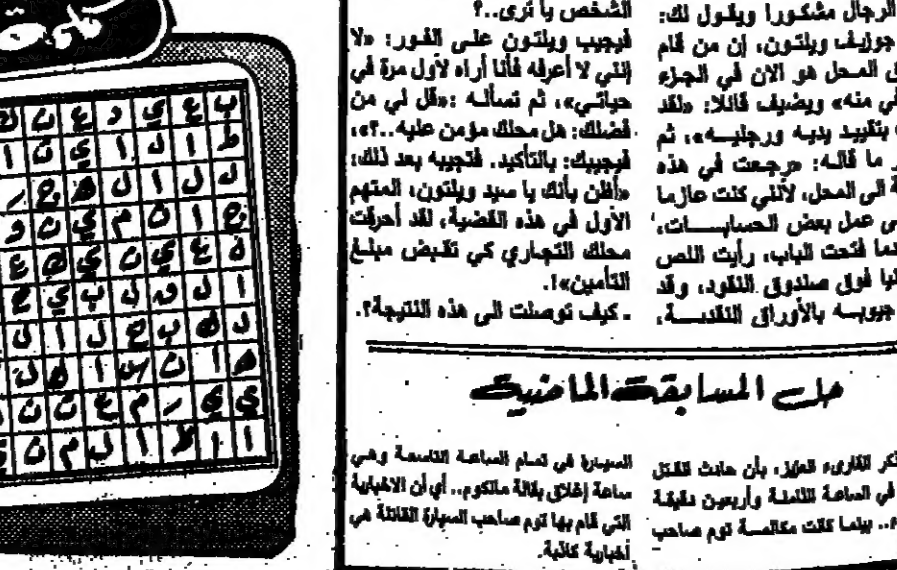 الرجال مشكورا ويقول لك:
جوزيف ويلتون، إن من قام
المحل هو الان في الجزء
في منه» ويضيف قائلا: «لقد
بتقييد يديه ورجليه»، ثم
ما قاله: «رجعت في هذه
الى المحل، لأنني كنت عازما
عمل بعض الحسابات،
فتحت الباب، رأيت اللص
فوق صندوق النقود، وقد
جيوبه بالأوراق النقدية،
الشخص يا ترى..؟
فيجيب ويلتون على الفور: «لا
إنني لا أعرفه فأنا أراه لأول مرة في
حياتي»، ثم تسأله: «قل لي من
فضلك: هل محلك مؤمن عليه..؟»،
فيجيبك: بالتأكيد. فتجيبه بعد ذلك:
«أظن بأنك يا سيد ويلتون، المتهم
الأول في هذه القضية، لقد أحرقت
محلك التجاري كي تقبض مبلغ
التأمين»!.
ـ كيف توصلت الى هذه النتيجة؟.
حل المسابقة الماضية
القارىء العزيز، بأن حادث القتل
في الساعة الثامنة وأربعين دقيقة
بينما كانت مكالمة توم صاحب
السيارة في تمام الساعة التاسعة وهي
ساعة إغلاق بقالة مالكوم.. أي أن الاخبارية
التي قام بها توم صاحب السيارة القاتلة هي
أخبارية كاذبة.
ب ع ي د ع ن
ط ا ل ا ي ن ا
ل ل ا ل ه ج ر
ج ا ن م ي ن و
ن ع ي ن ي ه ع
ا ل و ل ب ي ع
ل ه ب ع ل ا ل
ه ا ن س ا ه ل
ي ي ر م ع ن ن
ا ا ظ ا ل م ن